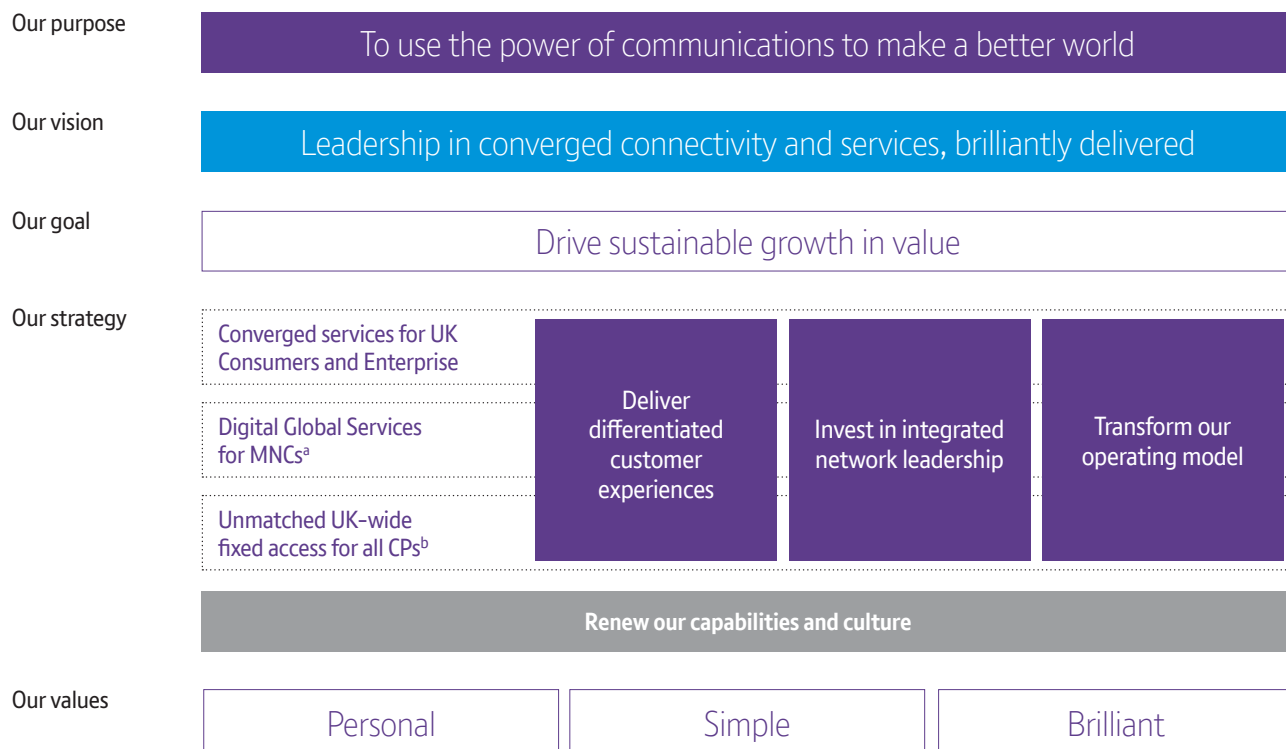 Our purpose
To use the power of communications to make a better world
Our vision
Leadership in converged connectivity and services, brilliantly delivered
Our goal
Drive sustainable growth in value
Our strategy
Converged services for UK
Consumers and Enterprise
Digital Global Services
for MNCsᵃ
Unmatched UK-wide
fixed access for all CPsᵇ
Deliver
differentiated
customer
experiences
Invest in integrated
network leadership
Transform our
operating model
Renew our capabilities and culture
Our values
Personal
Simple
Brilliant